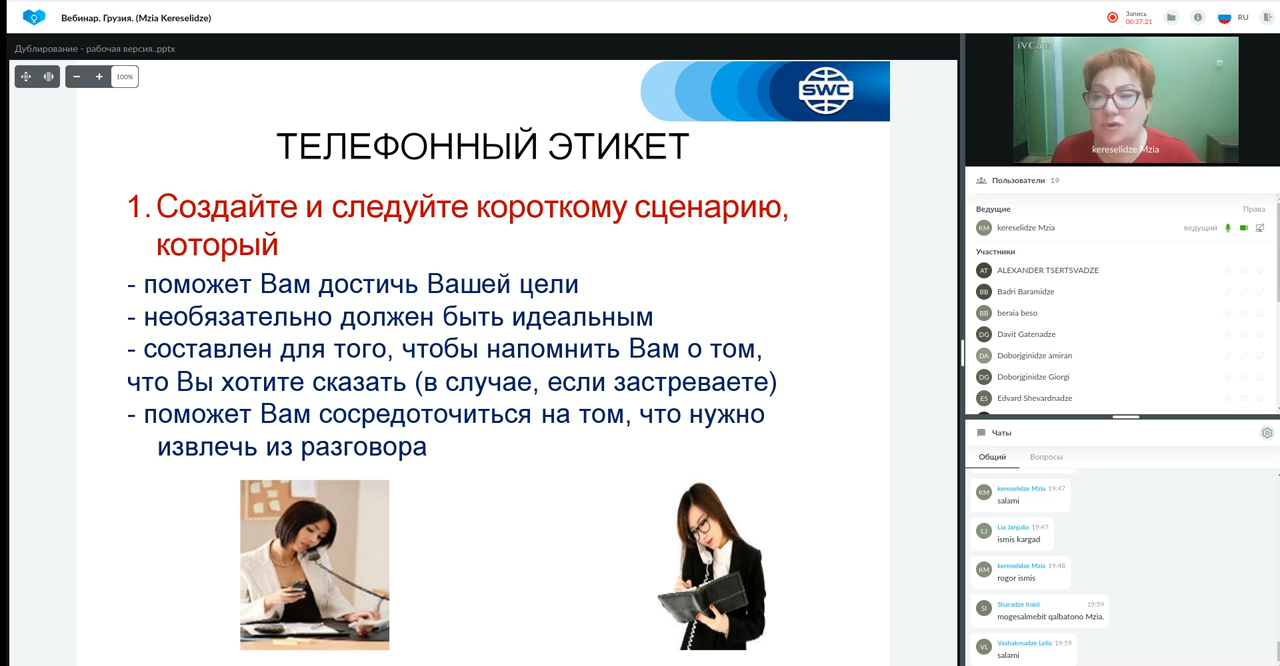 Вебинар. Грузия. (Mzia Kereselidze)
Запись
00:37:21
RU
Дублирование - рабочая версия..pptx
100%
SWC
ТЕЛЕФОННЫЙ ЭТИКЕТ
1. Создайте и следуйте короткому сценарию,
который
- поможет Вам достичь Вашей цели
- необязательно должен быть идеальным
- составлен для того, чтобы напомнить Вам о том,
что Вы хотите сказать (в случае, если застреваете)
- поможет Вам сосредоточиться на том, что нужно
извлечь из разговора
iVCam
kereselidze Mzia
Пользователи 19
Ведущие Права
KM kereselidze Mzia ведущий
Участники
AT ALEXANDER TSERTSVADZE
BB Badri Baramidze
BB beraia beso
DG Davit Gatenadze
DA Doborjginidze amiran
DG Doborjginidze Giorgi
ES Edvard Shevardnadze
Чаты
Общий Вопросы
KM kereselidze Mzia 19:47
salami
LJ Lia Janjulia 19:47
ismis kargad
KM kereselidze Mzia 19:48
rogor ismis
SI Sharadze Irakli 19:59
mogesalmebit qalbatono Mzia.
VL Vashakmadze Leila 19:59
salami